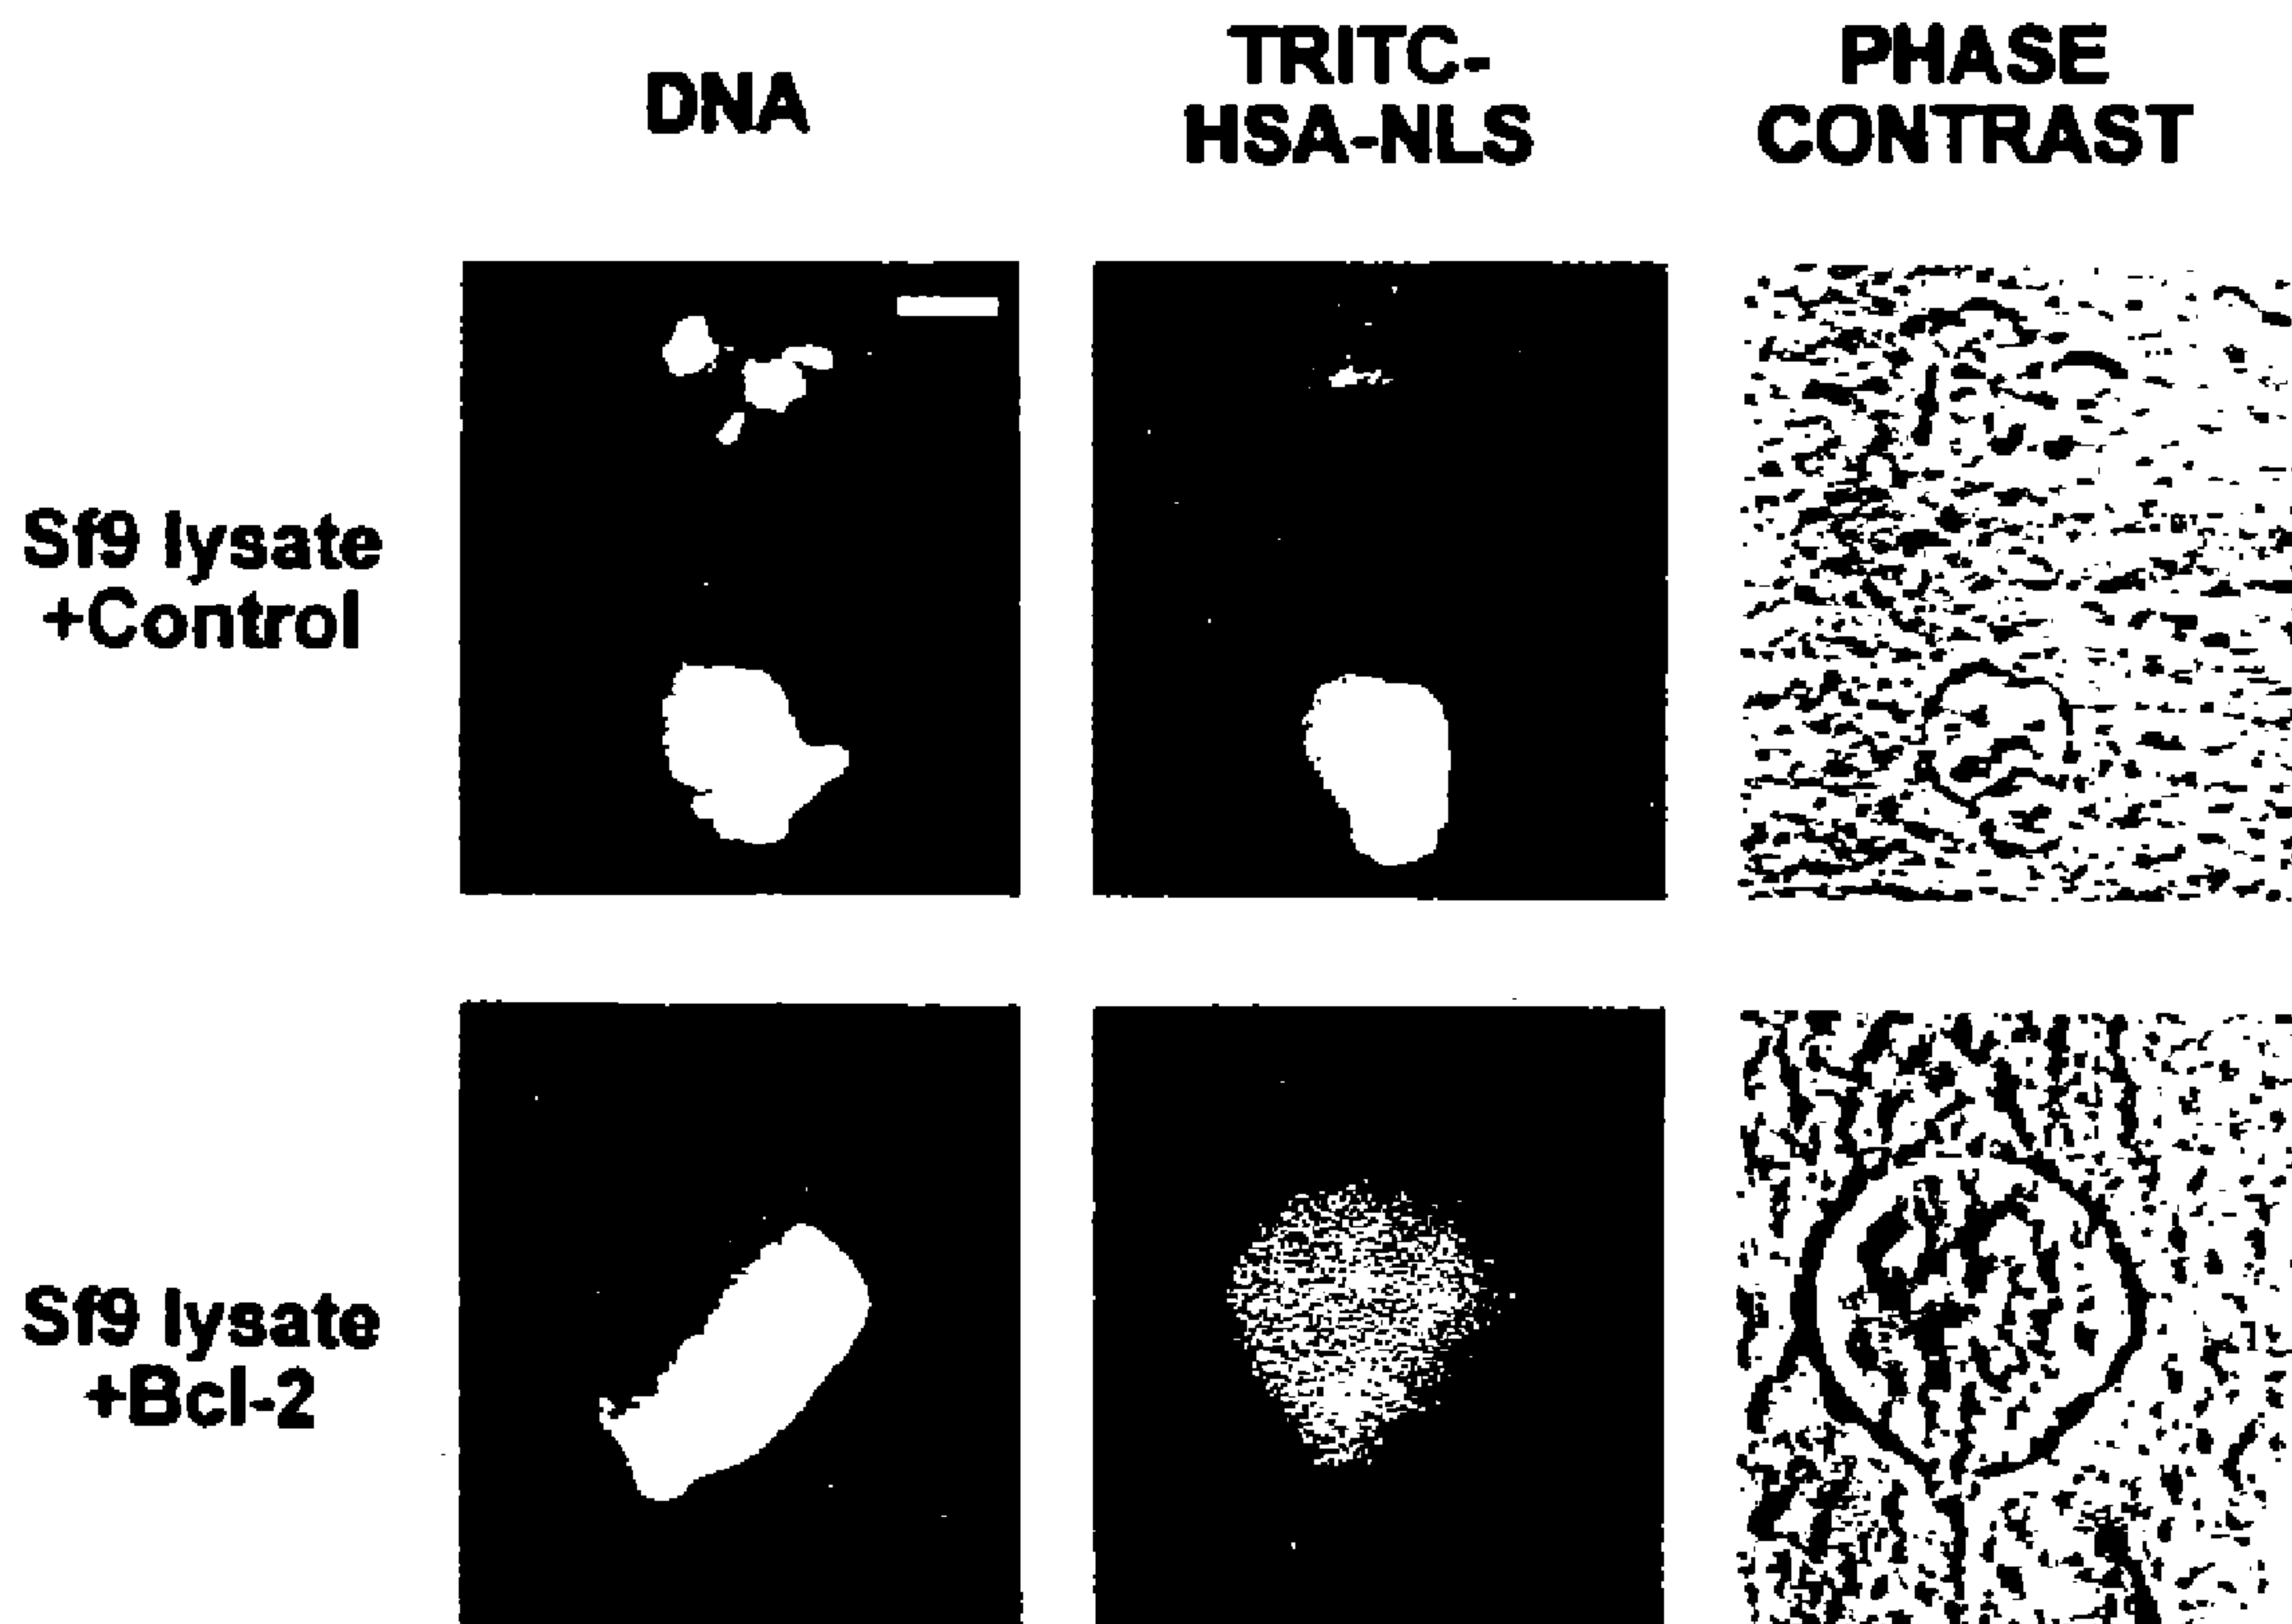 DNA
TRITC-
HSA-NLS
PHASE
CONTRAST
Sf9 lysate
+Control
Sf9 lysate
+Bcl-2